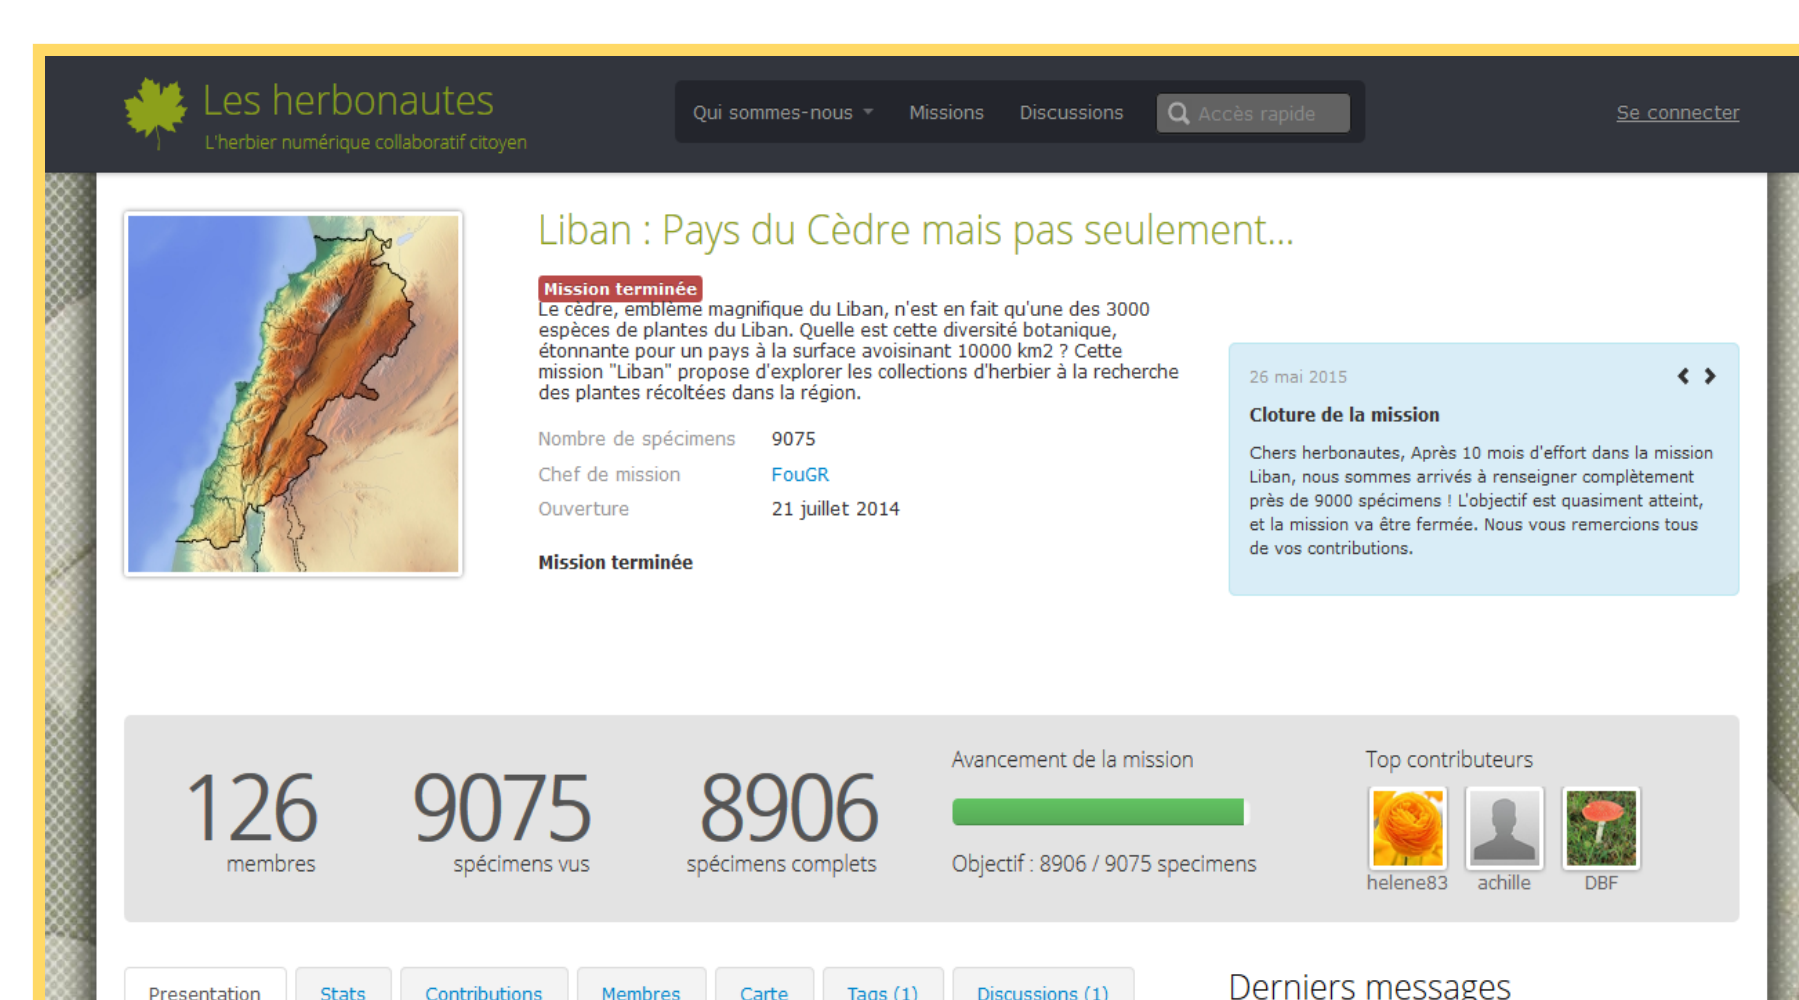 Les herbonautes
L'herbier numérique collaboratif citoyen
Qui sommes-nous
Missions
Discussions
Accès rapide
Se connecter
Liban : Pays du Cèdre mais pas seulement...
Mission terminée
Le cèdre, emblème magnifique du Liban, n'est en fait qu'une des 3000
espèces de plantes du Liban. Quelle est cette diversité botanique,
étonnante pour un pays à la surface avoisinant 10000 km2 ? Cette
mission "Liban" propose d'explorer les collections d'herbier à la recherche
des plantes récoltées dans la région.
Nombre de spécimens 9075
Chef de mission FouGR
Ouverture 21 juillet 2014
Mission terminée
26 mai 2015
Cloture de la mission
Chers herbonautes, Après 10 mois d'effort dans la mission
Liban, nous sommes arrivés à renseigner complètement
près de 9000 spécimens ! L'objectif est quasiment atteint,
et la mission va être fermée. Nous vous remercions tous
de vos contributions.
126
membres
9075
spécimens vus
8906
spécimens complets
Avancement de la mission
Objectif : 8906 / 9075 specimens
Top contributeurs
helene83
achille
DBF
Presentation
Stats
Contributions
Membres
Carte
Tags (1)
Discussions (1)
Derniers messages